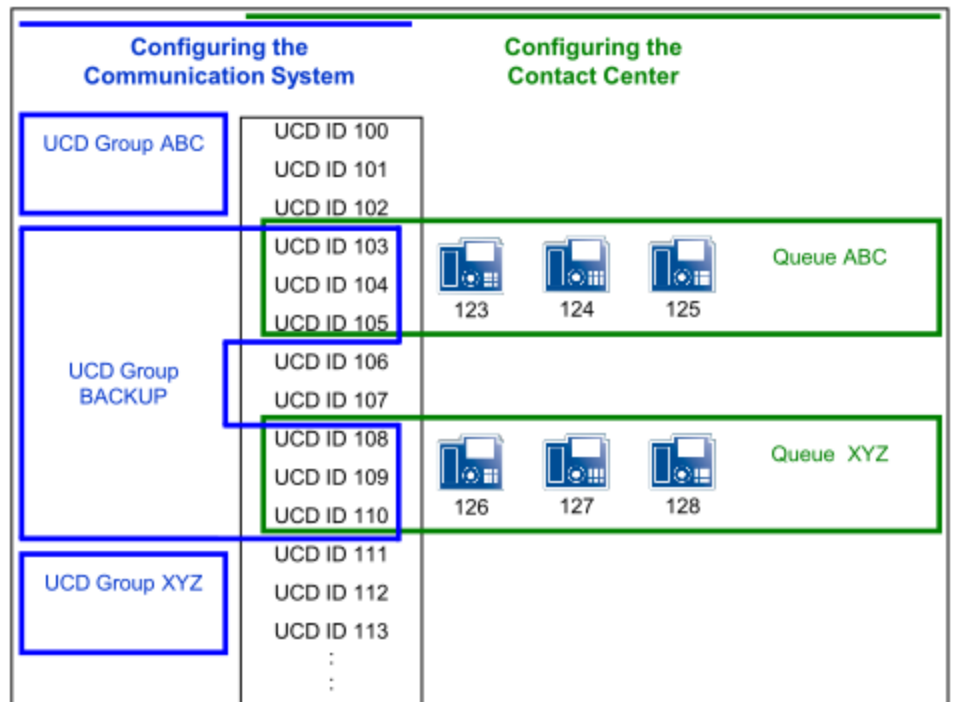 Configuring the
Communication System
Configuring the
Contact Center
UCD Group ABC
UCD ID 100
UCD ID 101
UCD ID 102
UCD ID 103
UCD ID 104
UCD ID 105
123
124
125
Queue ABC
UCD Group
BACKUP
UCD ID 106
UCD ID 107
UCD ID 108
UCD ID 109
UCD ID 110
126
127
128
Queue XYZ
UCD Group XYZ
UCD ID 111
UCD ID 112
UCD ID 113